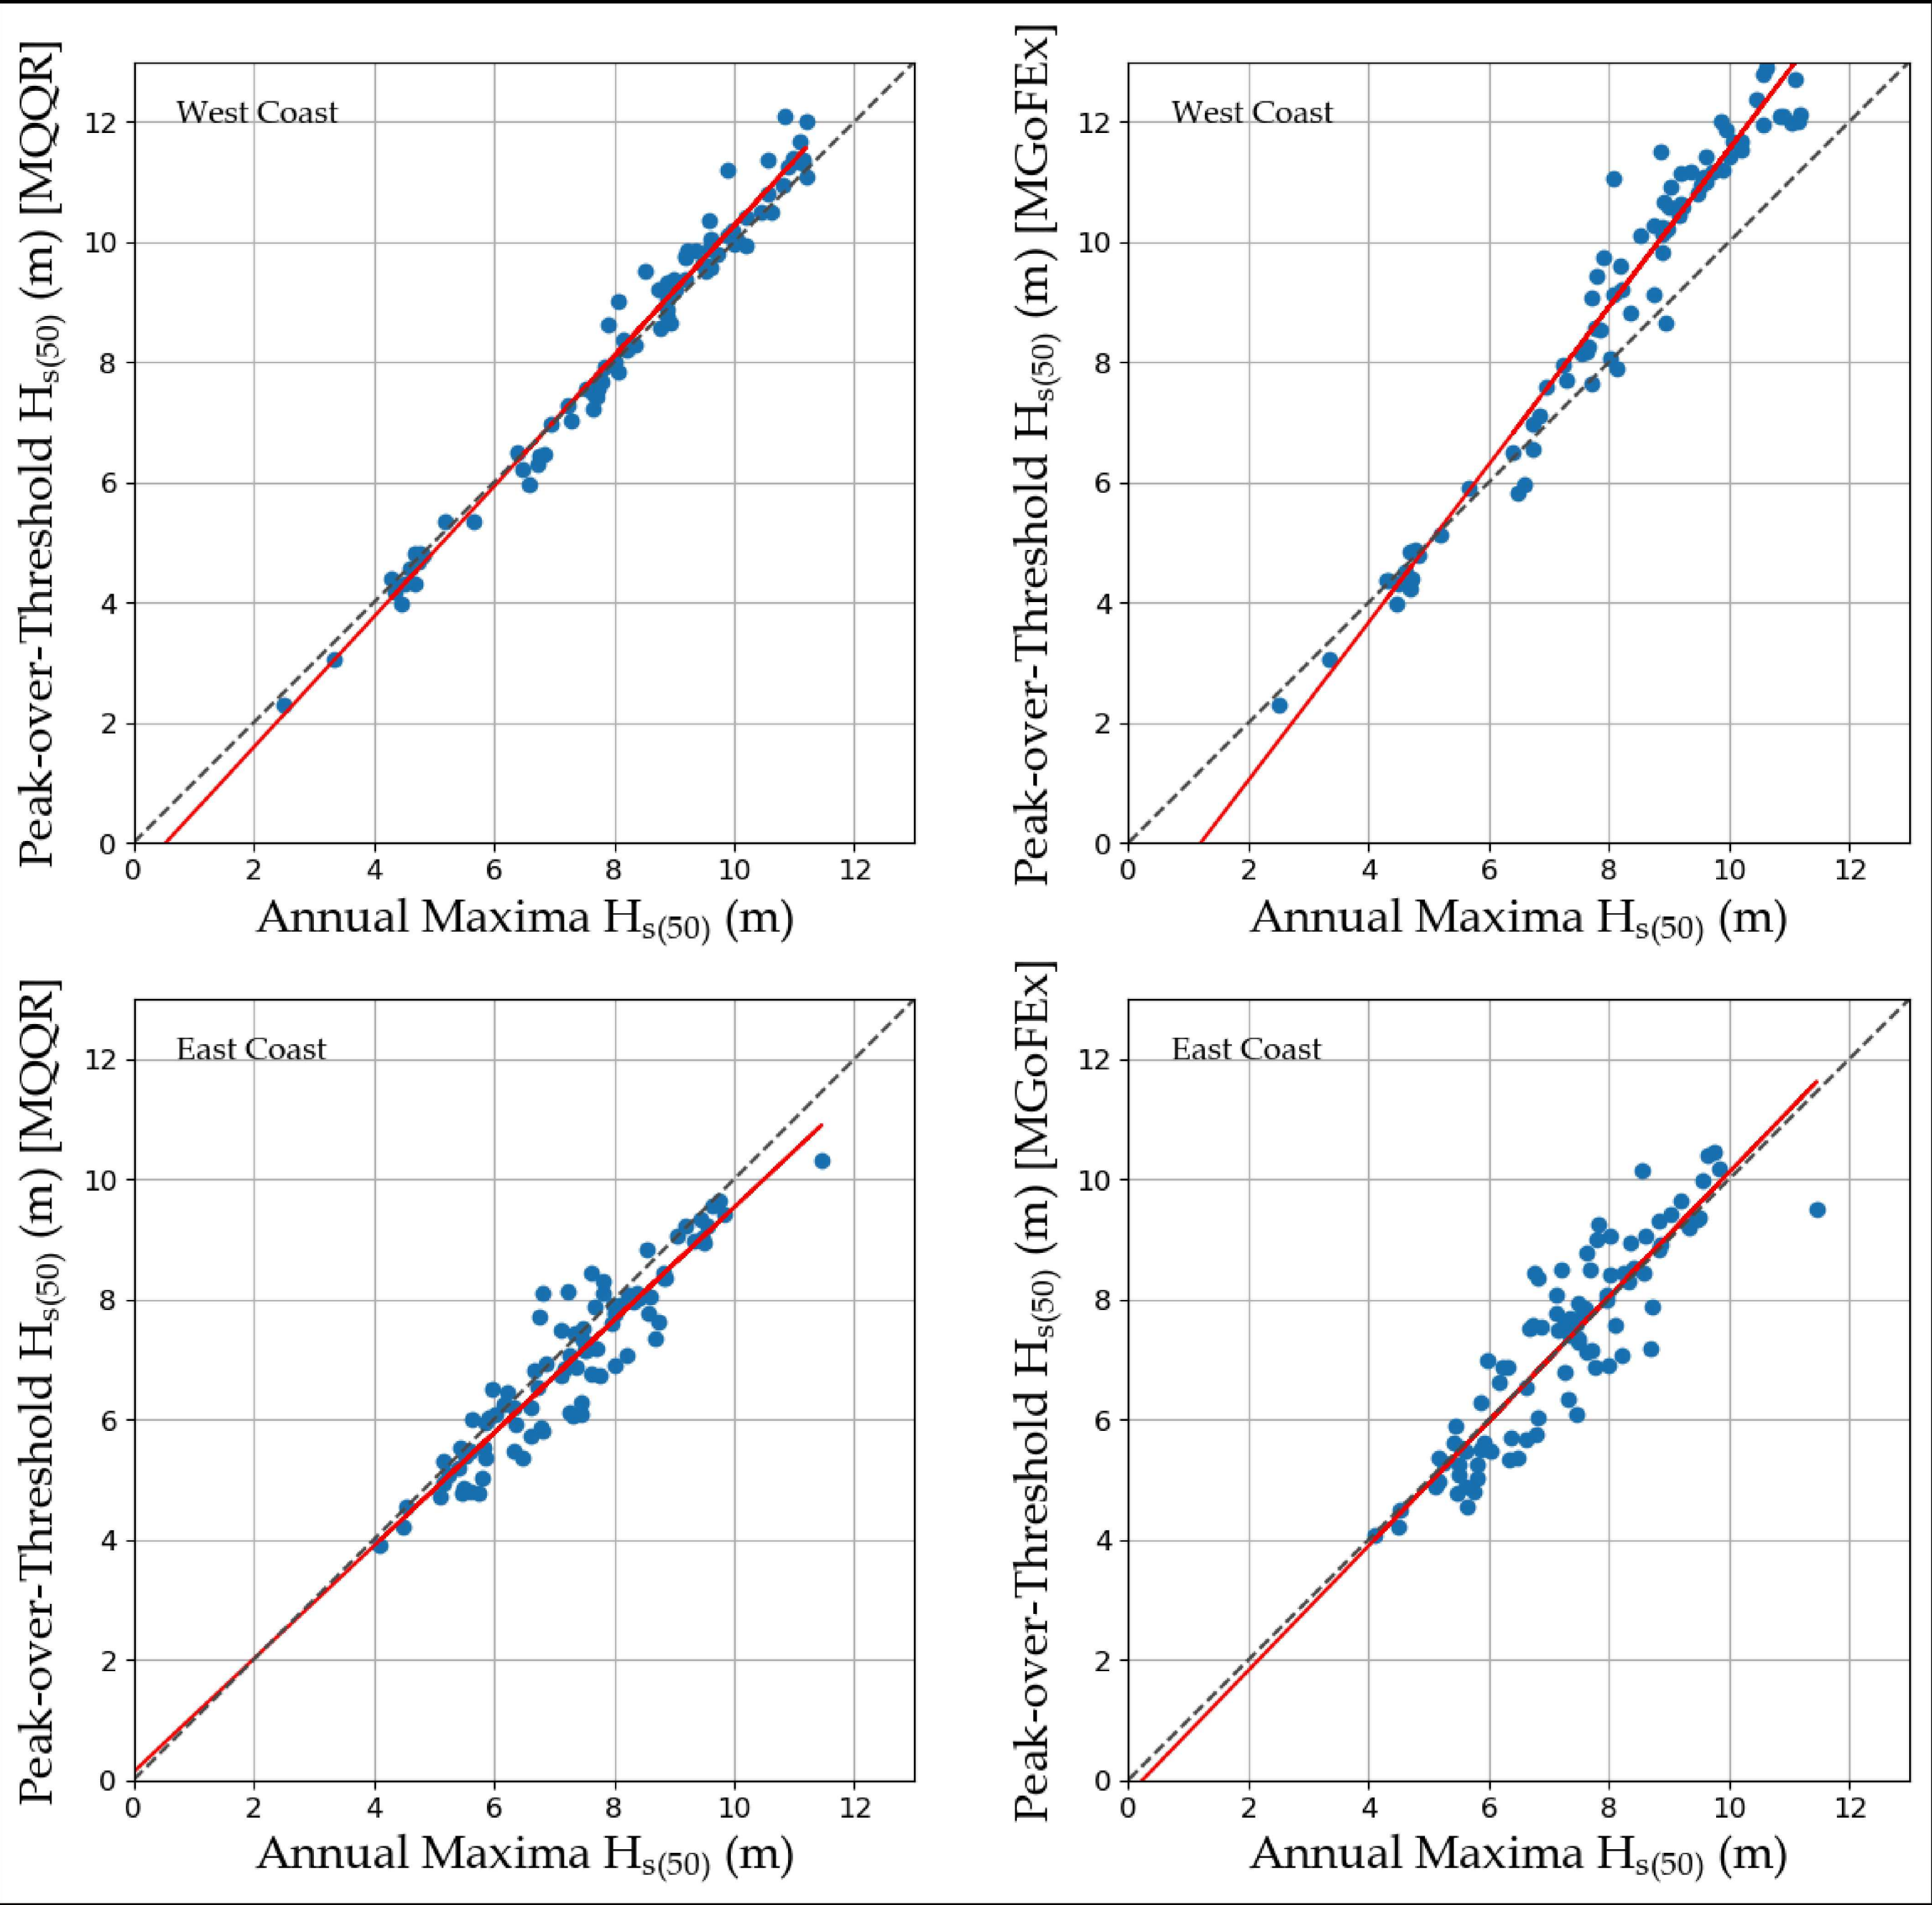 Peak-over-Threshold Hs(50) (m) [MQQR]
West Coast
12
10
8
6
4
2
0
0 2 4 6 8 10 12
Annual Maxima Hs(50) (m)
Peak-over-Threshold Hs(50) (m) [MGoFEx]
West Coast
12
10
8
6
4
2
0
0 2 4 6 8 10 12
Annual Maxima Hs(50) (m)
Peak-over-Threshold Hs(50) (m) [MQQR]
East Coast
12
10
8
6
4
2
0
0 2 4 6 8 10 12
Annual Maxima Hs(50) (m)
Peak-over-Threshold Hs(50) (m) [MGoFEx]
East Coast
12
10
8
6
4
2
0
0 2 4 6 8 10 12
Annual Maxima Hs(50) (m)